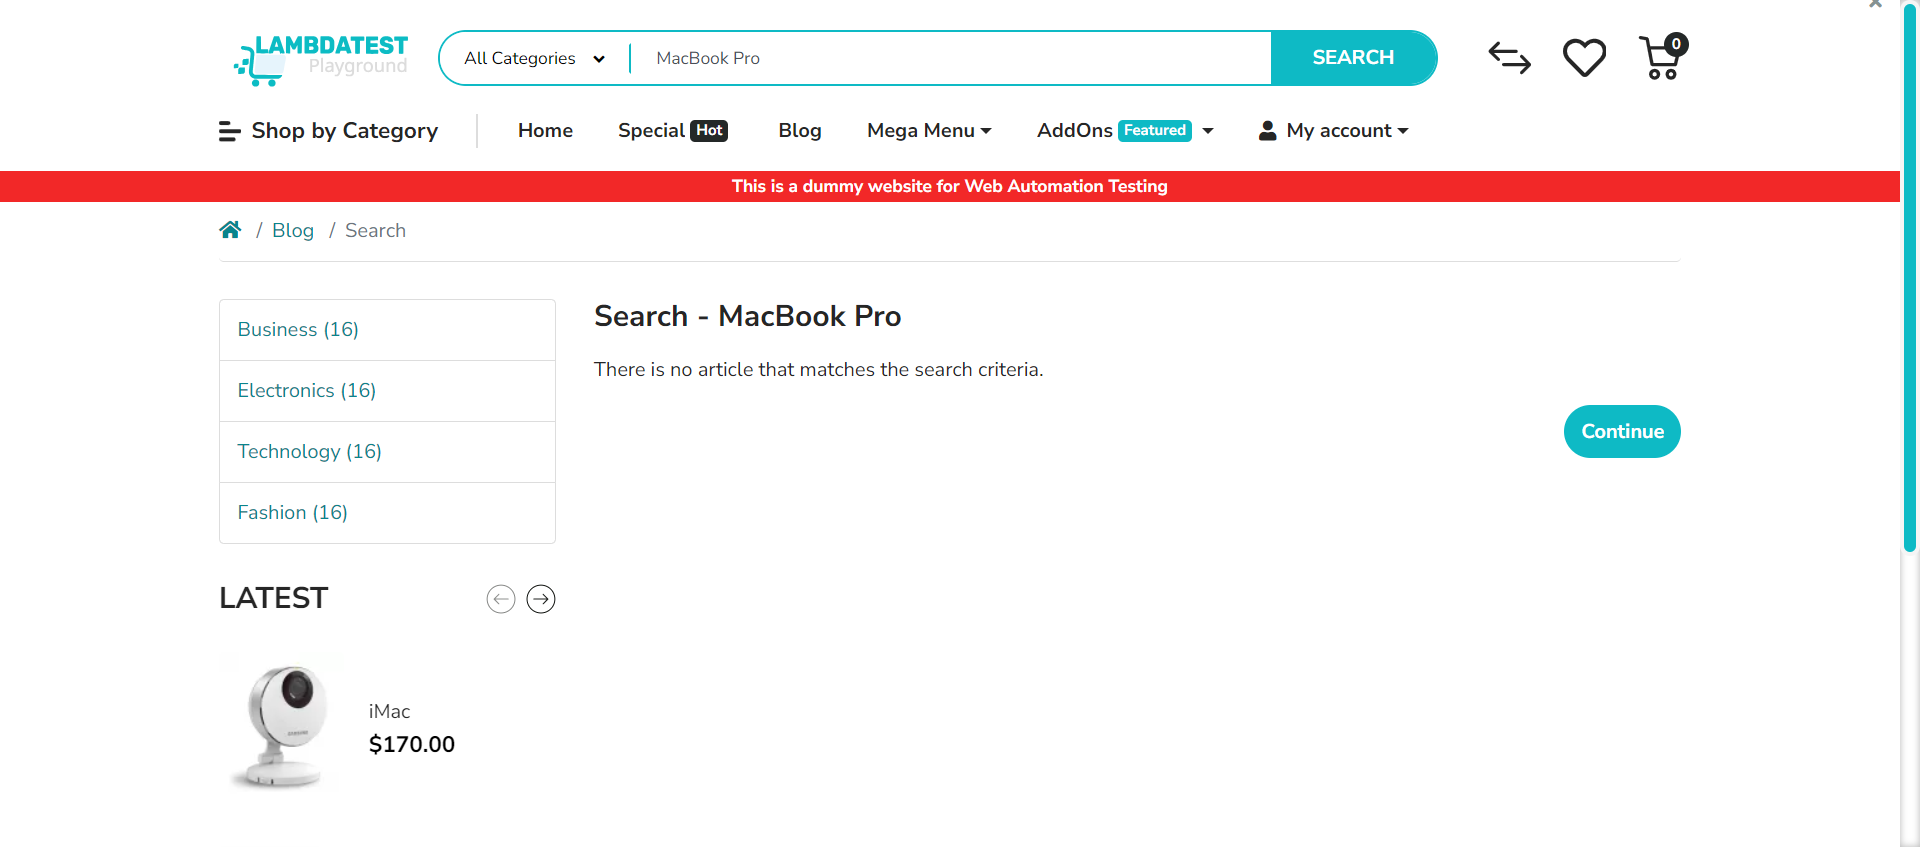 LAMBDATEST
Playground
All Categories
MacBook Pro
SEARCH
0
Shop by Category
Home
Special Hot
Blog
Mega Menu
AddOns Featured
My account
This is a dummy website for Web Automation Testing
/ Blog / Search
Business (16)
Electronics (16)
Technology (16)
Fashion (16)
Search - MacBook Pro
There is no article that matches the search criteria.
Continue
LATEST
iMac
$170.00